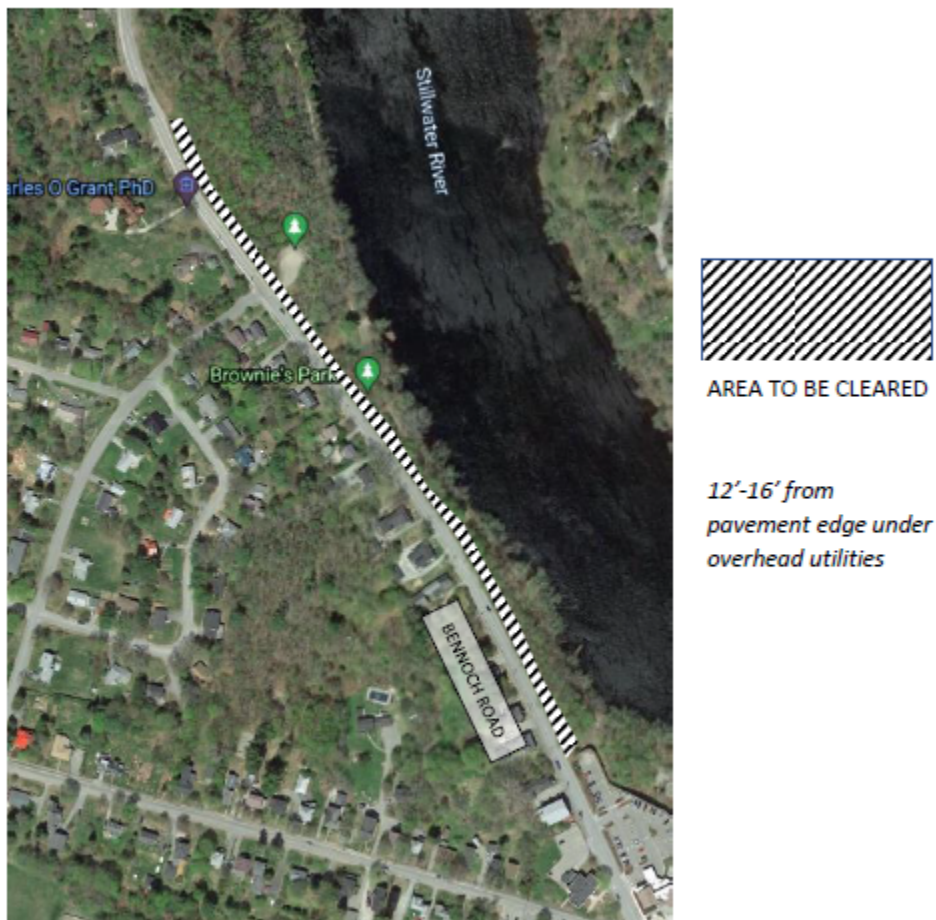 Stillwater River
arles O Grant PhD
Brownie's Park
BENNOCH ROAD
AREA TO BE CLEARED
12'-16' from
pavement edge under
overhead utilities